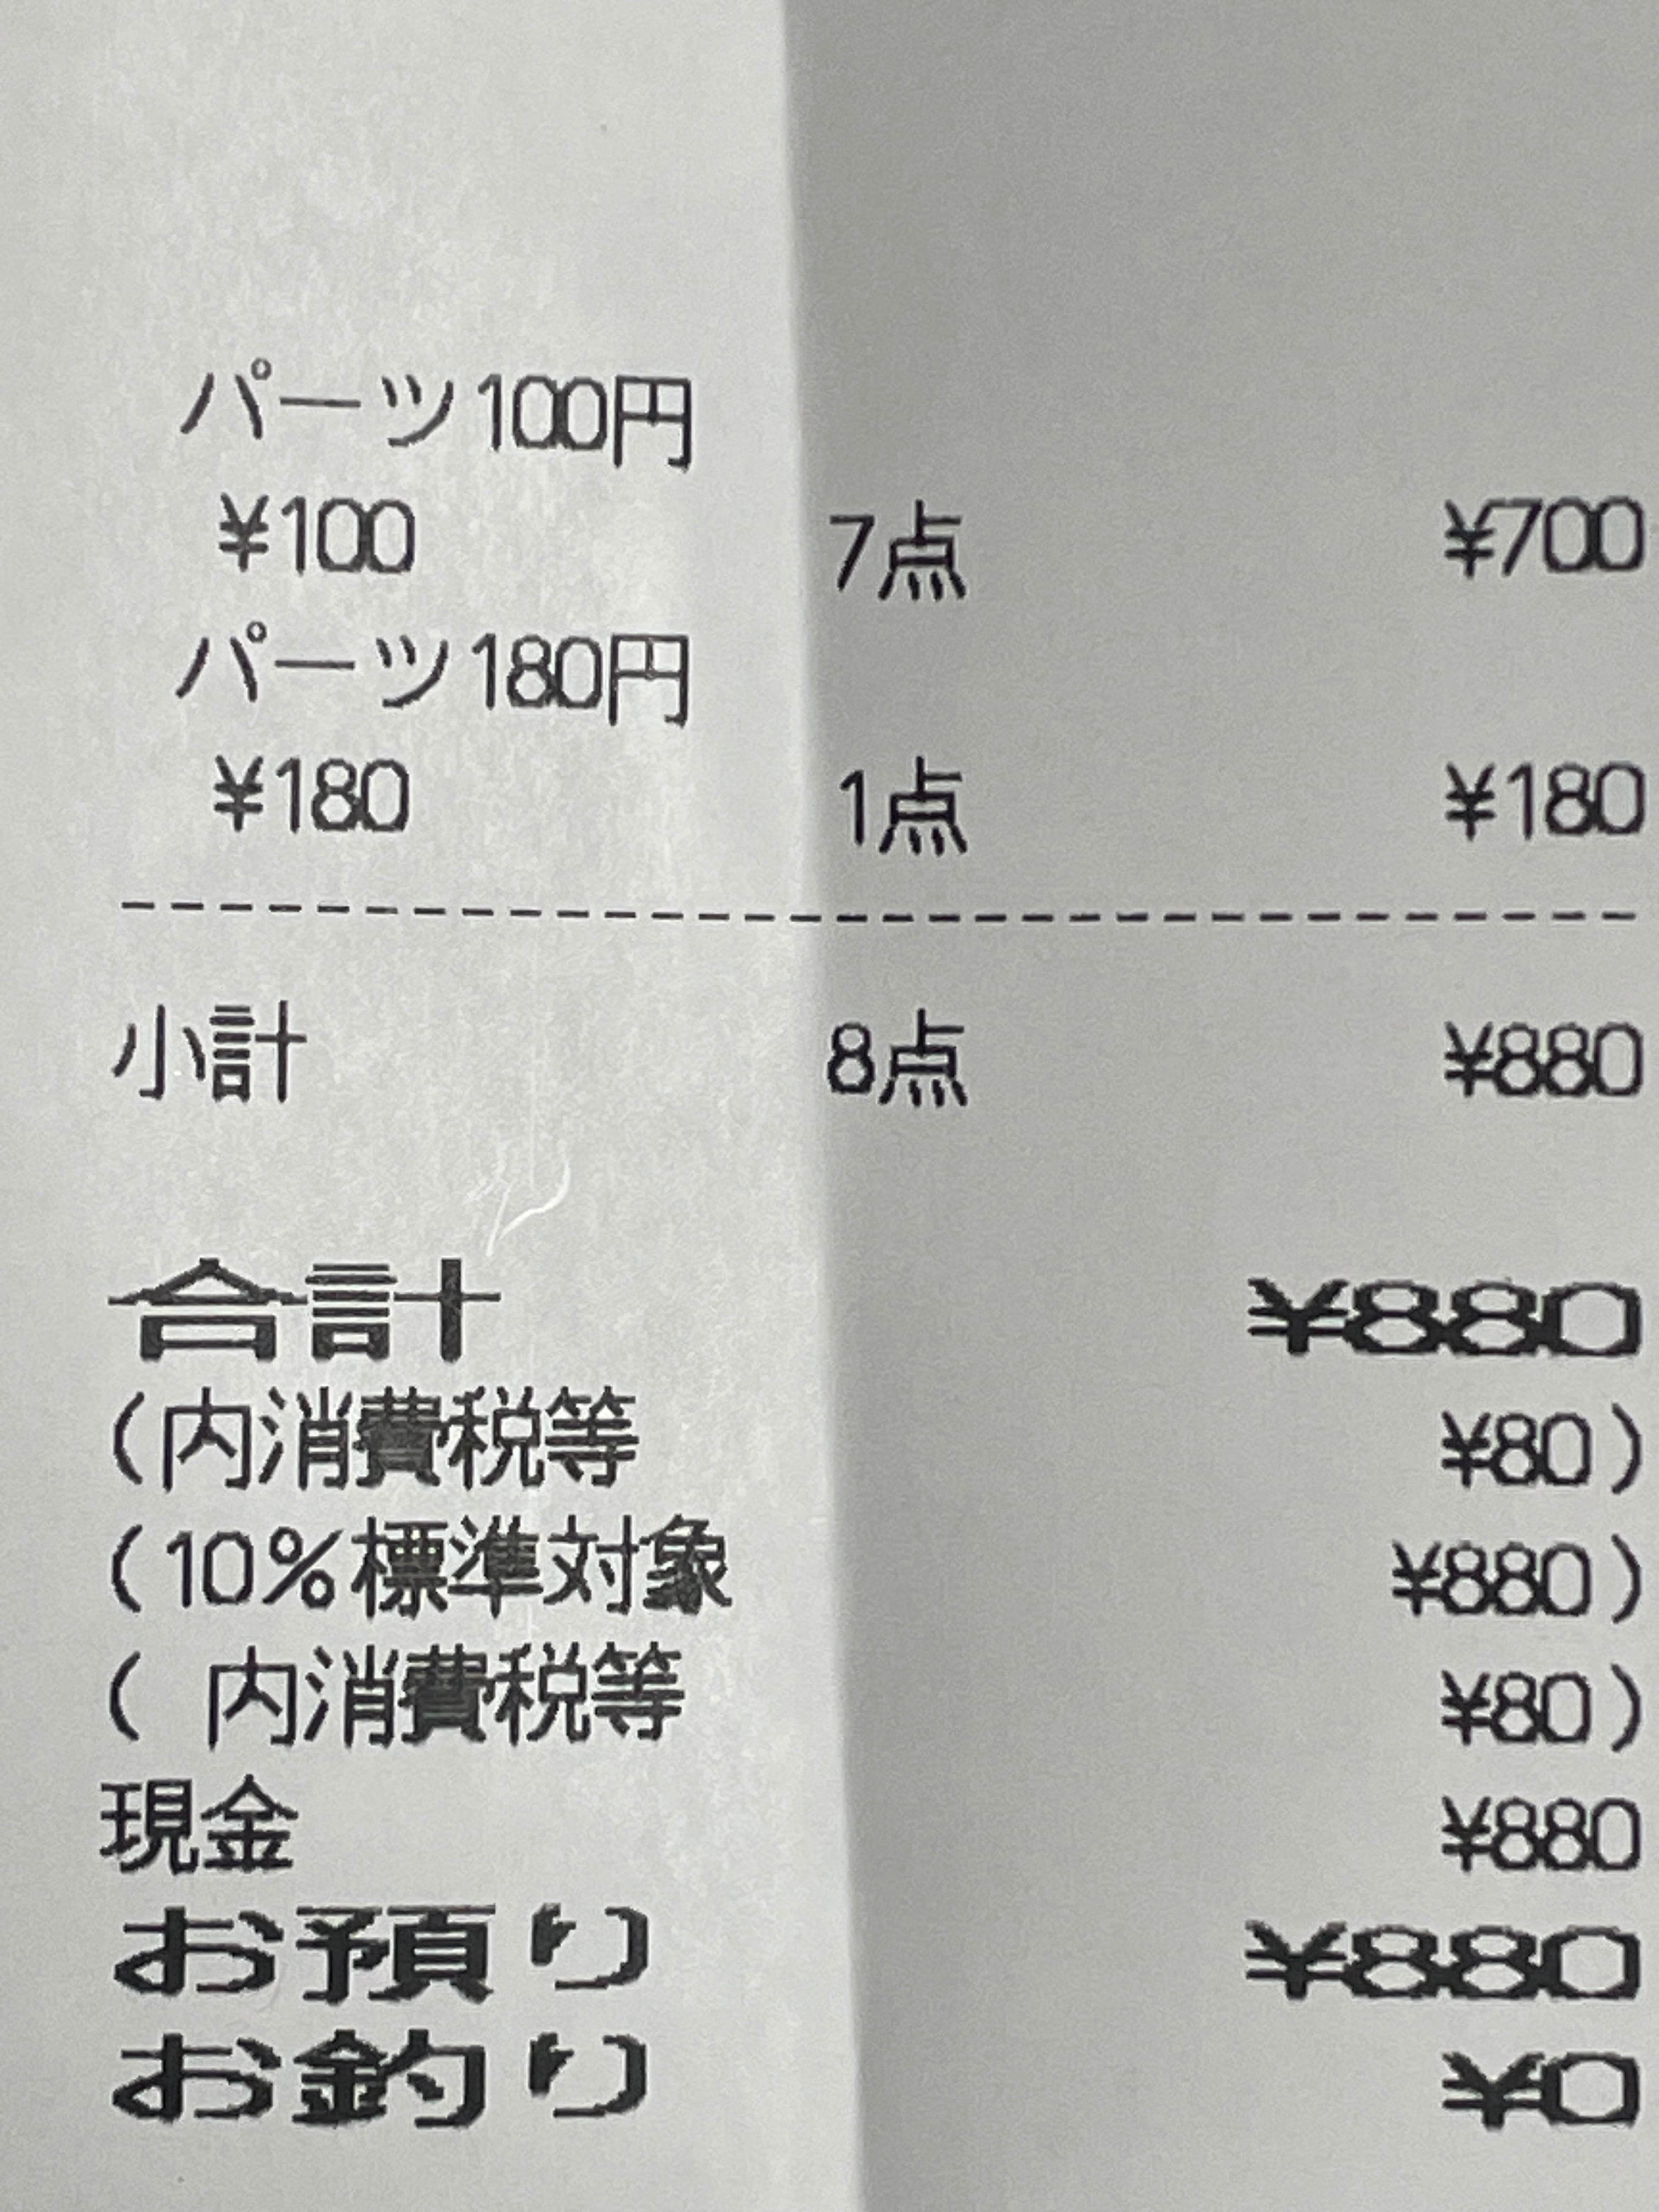 パーツ100円
¥100 7点 ¥700
パーツ180円
¥180 1点 ¥180
小計 8点 ¥880
合計 ¥880
(内消費税等 ¥80)
(10%標準対象 ¥880)
( 内消費税等 ¥80)
現金 ¥880
お預り ¥880
お釣り ¥0